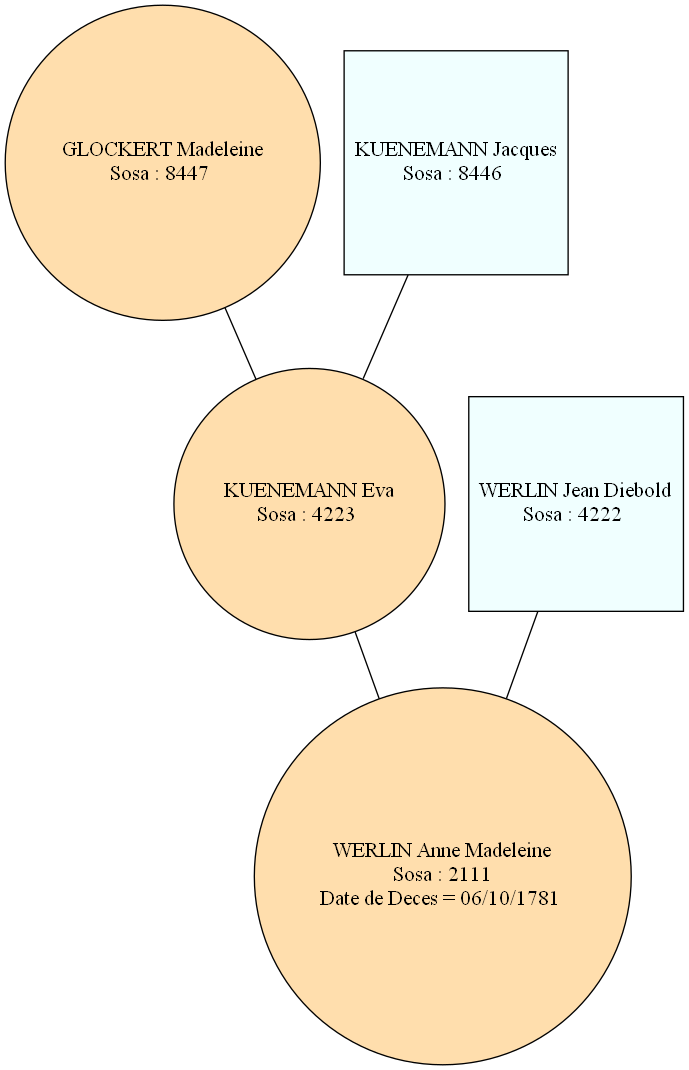 GLOCKERT Madeleine
Sosa : 8447
KUENEMANN Jacques
Sosa : 8446
KUENEMANN Eva
Sosa : 4223
WERLIN Jean Diebold
Sosa : 4222
WERLIN Anne Madeleine
Sosa : 2111
Date de Deces = 06/10/1781